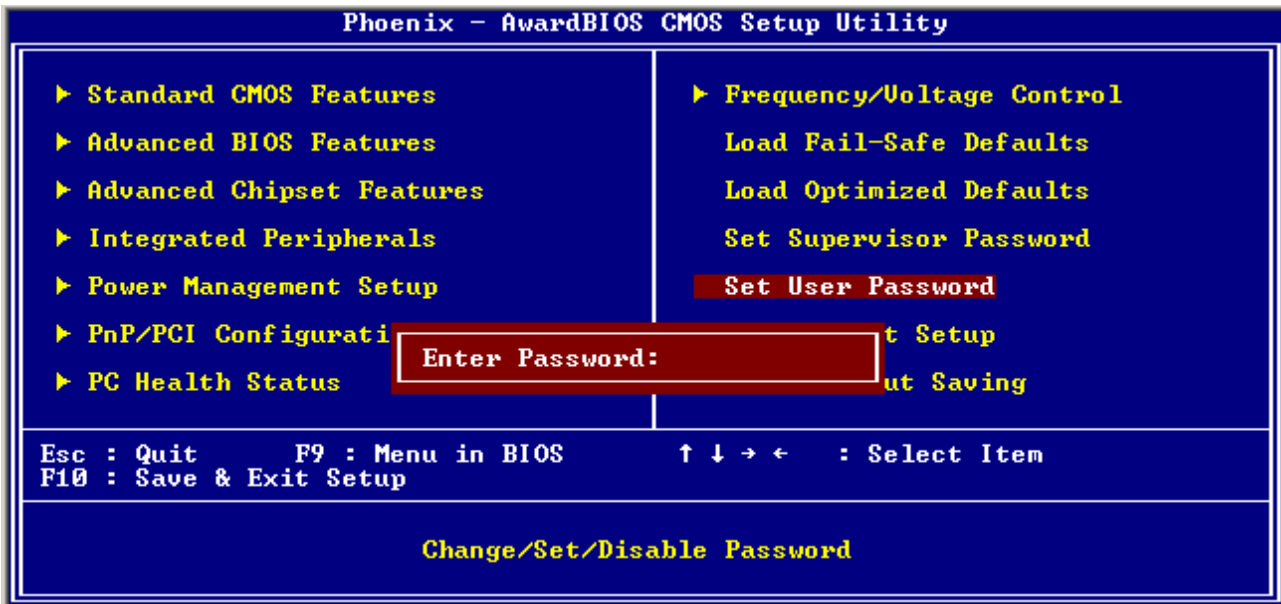 Phoenix - AwardBIOS CMOS Setup Utility
► Standard CMOS Features
► Advanced BIOS Features
► Advanced Chipset Features
► Integrated Peripherals
► Power Management Setup
► PnP/PCI Configurati
► PC Health Status
► Frequency/Voltage Control
Load Fail-Safe Defaults
Load Optimized Defaults
Set Supervisor Password
Set User Password
t Setup
ut Saving
Enter Password:
Esc : Quit F9 : Menu in BIOS ↑ ↓ → ← : Select Item
F10 : Save & Exit Setup
Change/Set/Disable Password